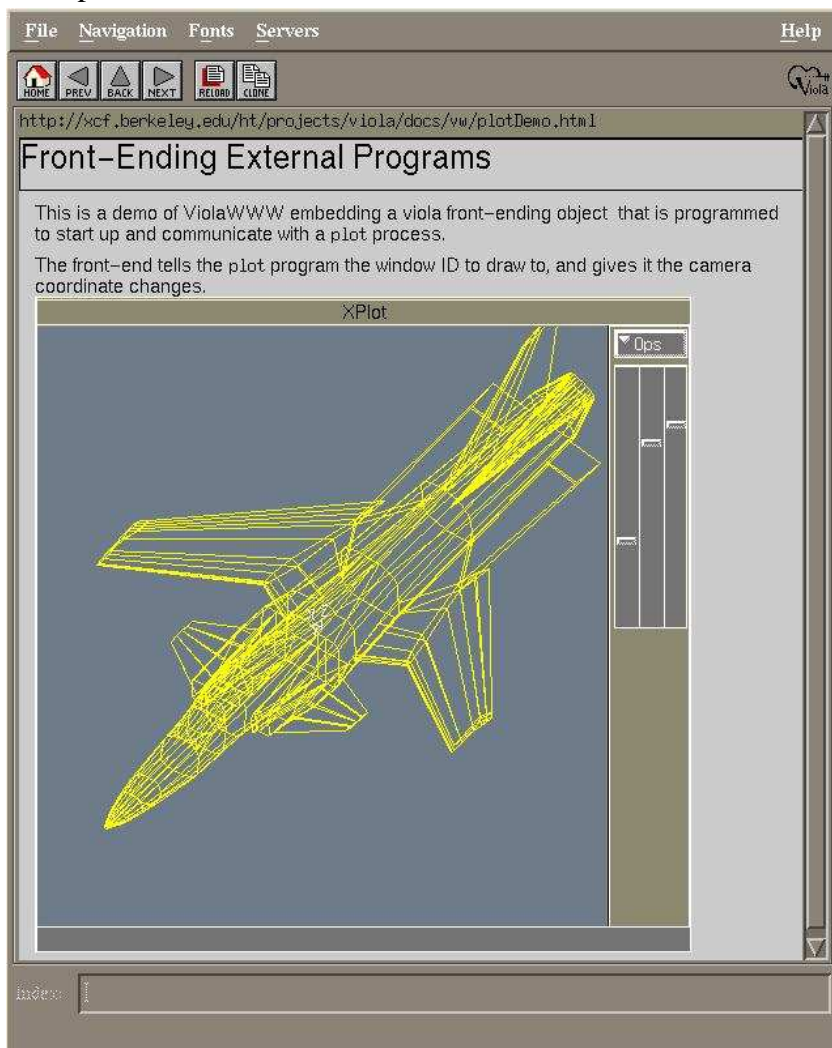 File Navigation Fonts Servers Help
HOME PREV BACK NEXT RELOAD CLONE Viola
http://xcf.berkeley.edu/ht/projects/viola/docs/vw/plotDemo.html
Front-Ending External Programs
This is a demo of ViolaWWW embedding a viola front-ending object that is programmed
to start up and communicate with a plot process.
The front-end tells the plot program the window ID to draw to, and gives it the camera
coordinate changes.
XPlot
Ops
Index: